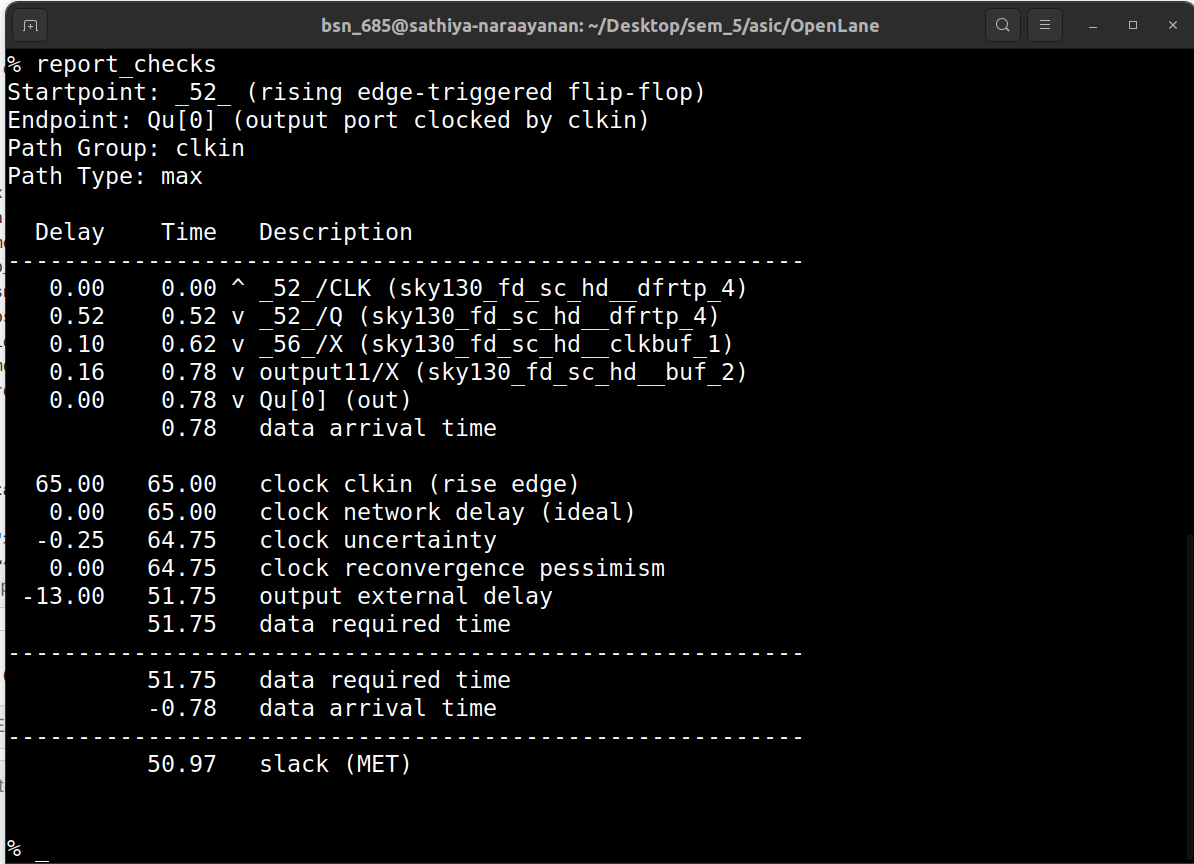 bsn_685@sathiya-naraayanan: ~/Desktop/sem_5/asic/OpenLane
% report_checks
Startpoint: _52_ (rising edge-triggered flip-flop)
Endpoint: Qu[0] (output port clocked by clkin)
Path Group: clkin
Path Type: max
  Delay    Time   Description
---------------------------------------------------------
   0.00    0.00 ^ _52_/CLK (sky130_fd_sc_hd__dfrtp_4)
   0.52    0.52 v _52_/Q (sky130_fd_sc_hd__dfrtp_4)
   0.10    0.62 v _56_/X (sky130_fd_sc_hd__clkbuf_1)
   0.16    0.78 v output11/X (sky130_fd_sc_hd__buf_2)
   0.00    0.78 v Qu[0] (out)
           0.78   data arrival time
  65.00   65.00   clock clkin (rise edge)
   0.00   65.00   clock network delay (ideal)
  -0.25   64.75   clock uncertainty
   0.00   64.75   clock reconvergence pessimism
 -13.00   51.75   output external delay
          51.75   data required time
---------------------------------------------------------
          51.75   data required time
          -0.78   data arrival time
---------------------------------------------------------
          50.97   slack (MET)
% _